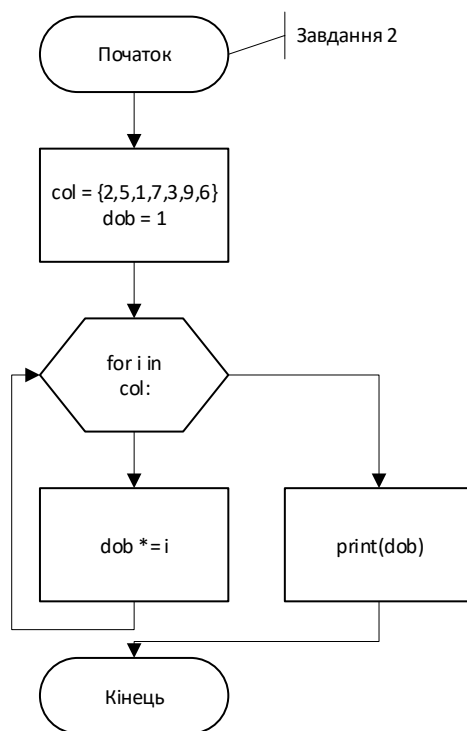 Початок
Завдання 2
col = {2,5,1,7,3,9,6}
dob = 1
for i in
col:
dob *= i
print(dob)
Кінець